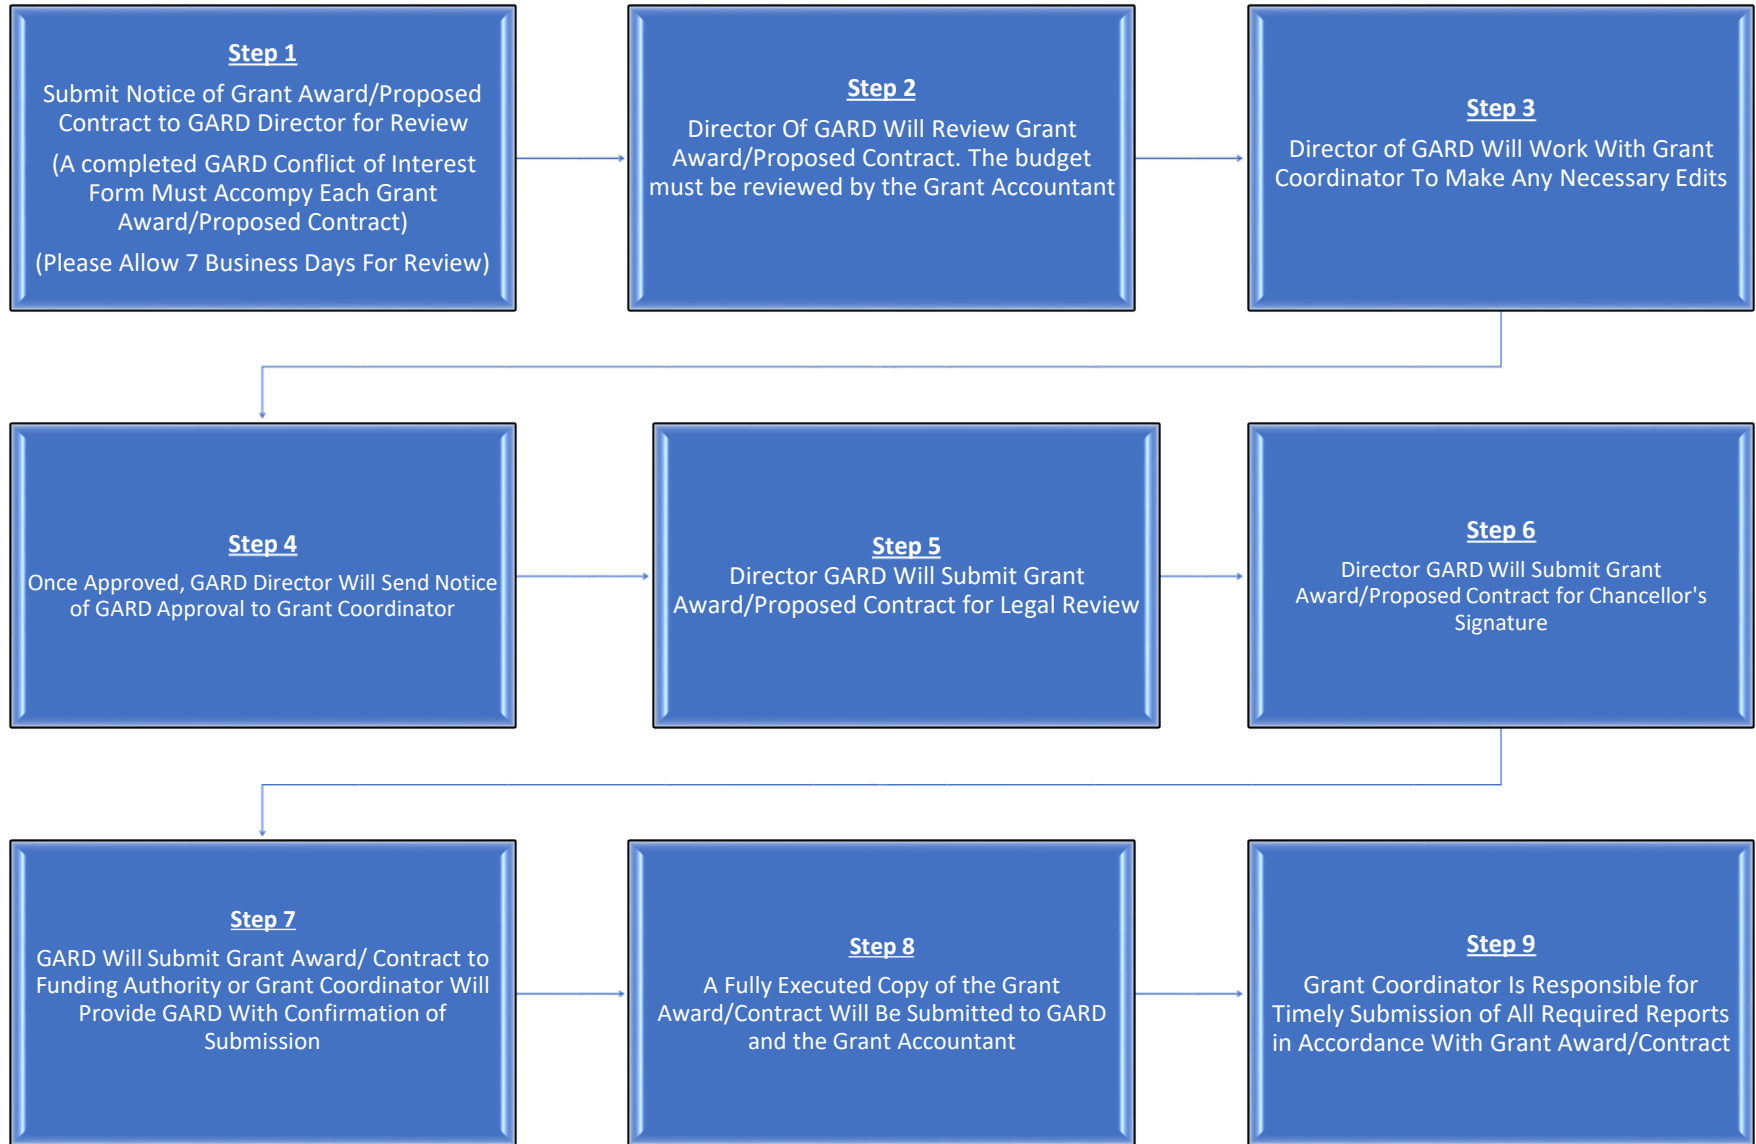 Step 1
Submit Notice of Grant Award/Proposed
Contract to GARD Director for Review
(A completed GARD Conflict of Interest
Form Must Accompy Each Grant
Award/Proposed Contract)
(Please Allow 7 Business Days For Review)
Step 2
Director Of GARD Will Review Grant
Award/Proposed Contract. The budget
must be reviewed by the Grant Accountant
Step 3
Director of GARD Will Work With Grant
Coordinator To Make Any Necessary Edits
Step 4
Once Approved, GARD Director Will Send Notice
of GARD Approval to Grant Coordinator
Step 5
Director GARD Will Submit Grant
Award/Proposed Contract for Legal Review
Step 6
Director GARD Will Submit Grant
Award/Proposed Contract for Chancellor's
Signature
Step 7
GARD Will Submit Grant Award/ Contract to
Funding Authority or Grant Coordinator Will
Provide GARD With Confirmation of
Submission
Step 8
A Fully Executed Copy of the Grant
Award/Contract Will Be Submitted to GARD
and the Grant Accountant
Step 9
Grant Coordinator Is Responsible for
Timely Submission of All Required Reports
in Accordance With Grant Award/Contract